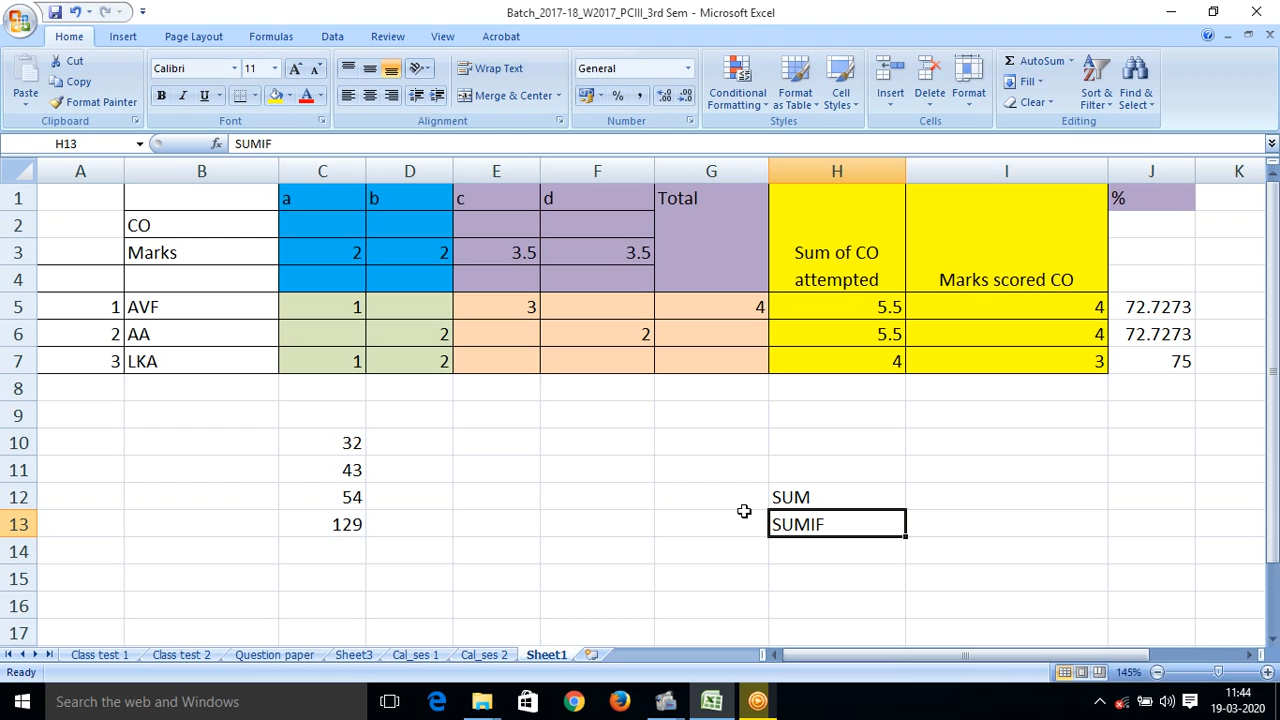 Batch_2017-18_W2017_PCIII_3rd Sem - Microsoft Excel
Home Insert Page Layout Formulas Data Review View Acrobat
Paste
Cut
Copy
Format Painter
Clipboard
Calibri 11
B I U
Font
Wrap Text
Merge & Center
Alignment
General
%
Number
Conditional Formatting
Format as Table
Cell Styles
Styles
Insert Delete Format
Cells
AutoSum
Fill
Clear
Sort & Filter
Find & Select
Editing
H13 fx SUMIF
A B C D E F G H I J K
1 a b c d Total %
2 CO
3 Marks 2 2 3.5 3.5
Sum of CO attempted
Marks scored CO
4
5 1 AVF 1 3 4 5.5 4 72.7273
6 2 AA 2 2 5.5 4 72.7273
7 3 LKA 1 2 4 3 75
8
9
10 32
11 43
12 54 SUM
13 129 SUMIF
14
15
16
17
Class test 1 Class test 2 Question paper Sheet3 Cal_ses 1 Cal_ses 2 Sheet1
Ready 145%
Search the web and Windows
11:44
19-03-2020